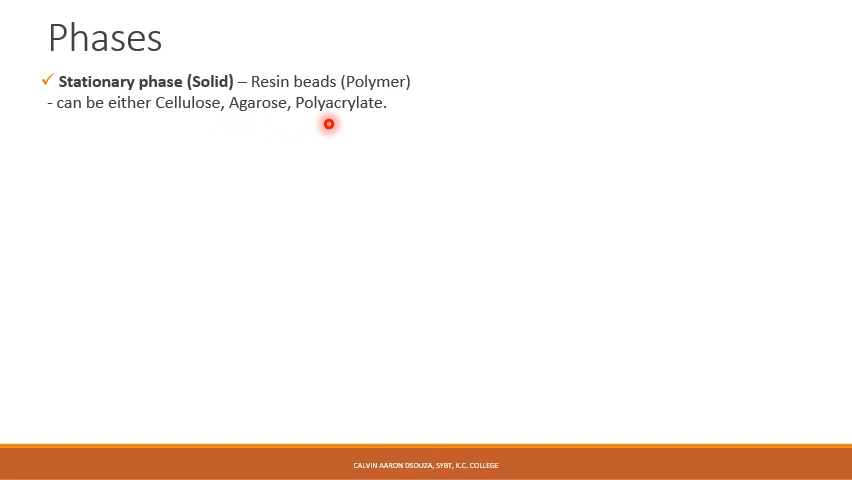 Phases
✓ Stationary phase (Solid) – Resin beads (Polymer)
- can be either Cellulose, Agarose, Polyacrylate.
CALVIN AARON DSOUZA, SYBT, K.C. COLLEGE